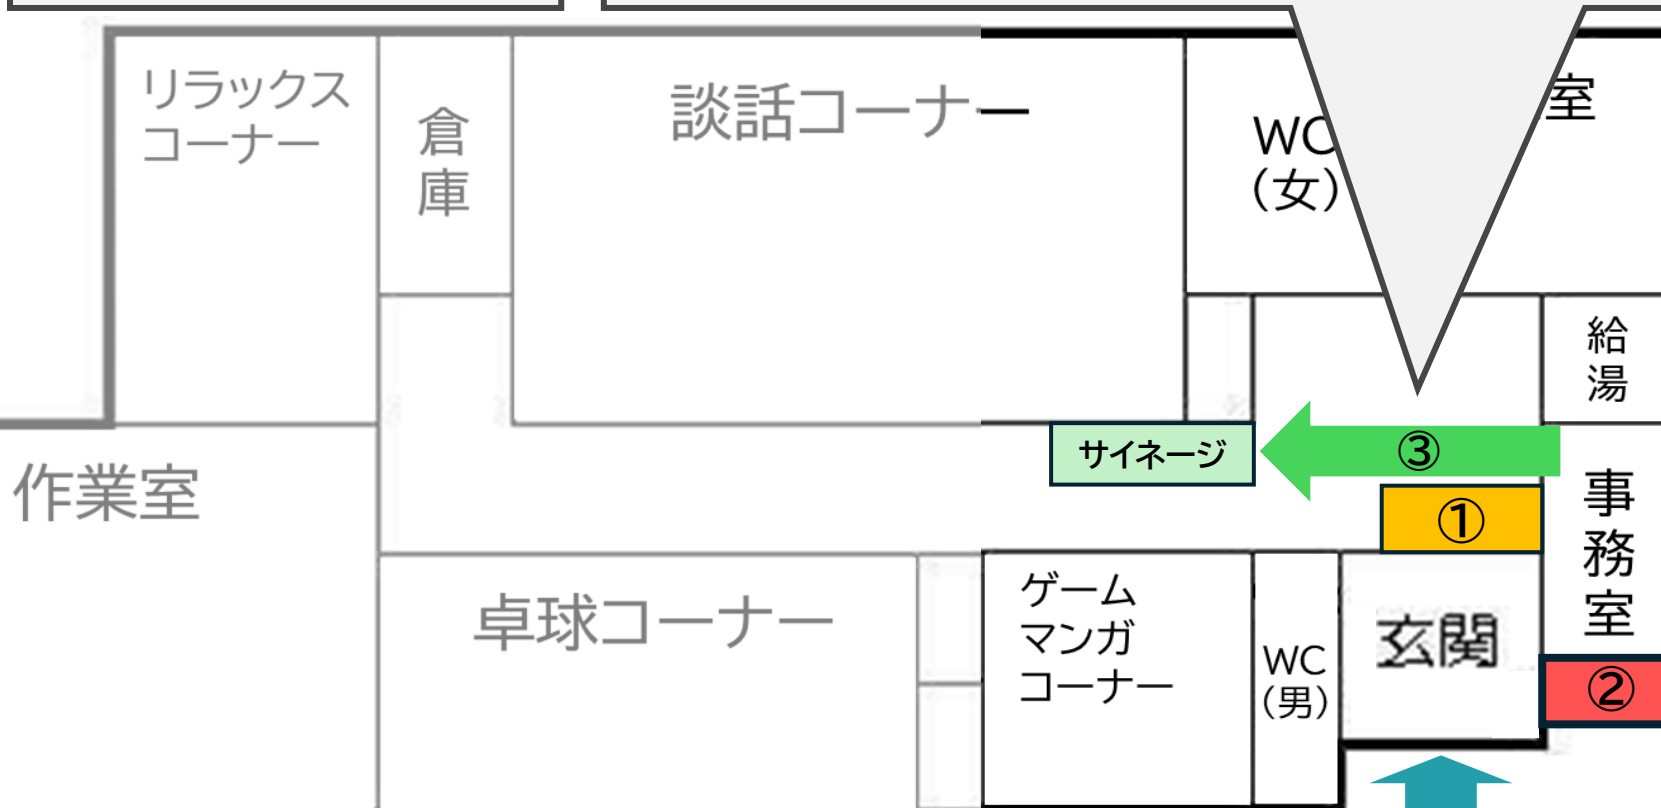 リラックス
コーナー
倉
庫
談話コーナー
WC
（女）
室
給
湯
サイネージ
③
①
作業室
事
務
室
卓球コーナー
ゲーム
マンガ
コーナー
WC
（男）
玄関
②